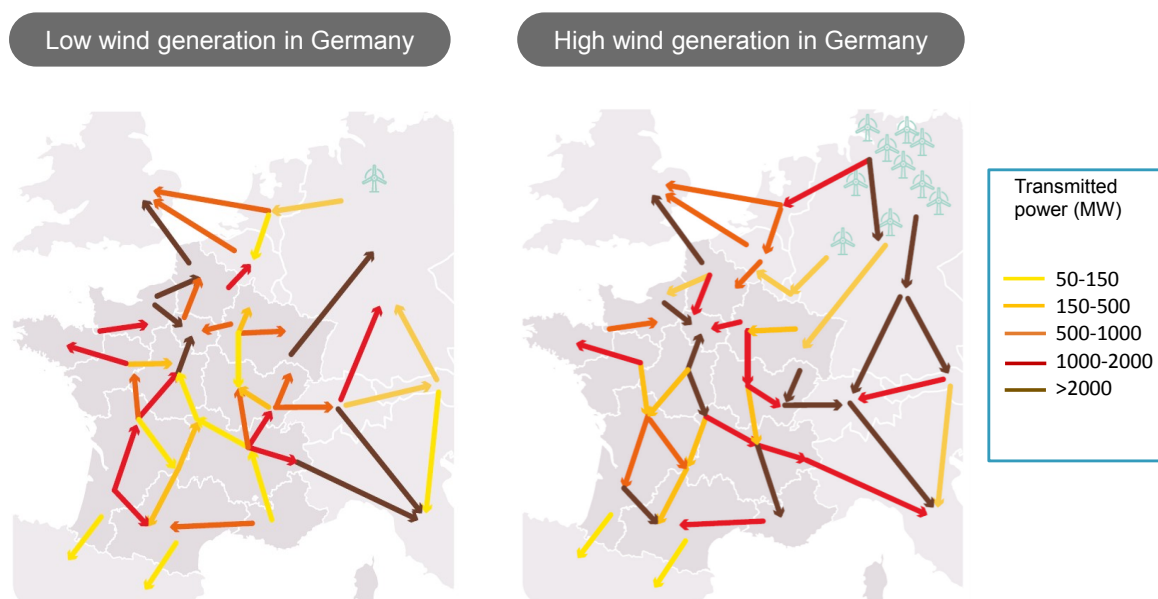 Low wind generation in Germany
High wind generation in Germany
Transmitted
power (MW)
50-150
150-500
500-1000
1000-2000
>2000